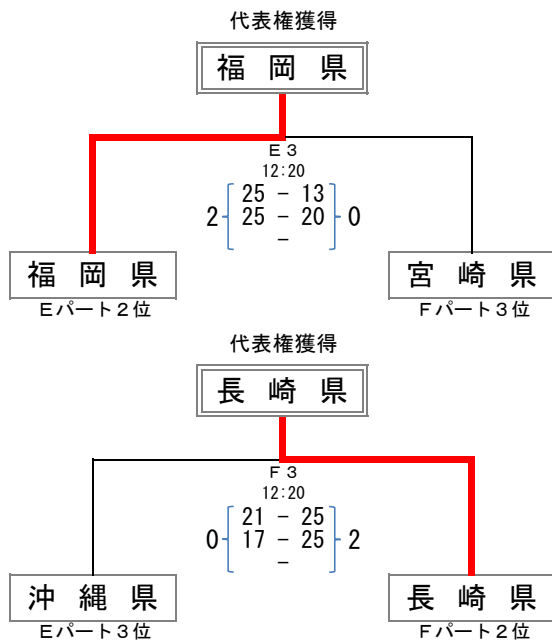 代表権獲得
福 岡 県
Ｅ３
12:20
25 - 13
2 25 - 20 0
-
福 岡 県 宮 崎 県
Ｅパート２位 Ｆパート３位
代表権獲得
長 崎 県
Ｆ３
12:20
21 - 25
0 17 - 25 2
-
沖 縄 県 長 崎 県
Ｅパート３位 Ｆパート２位